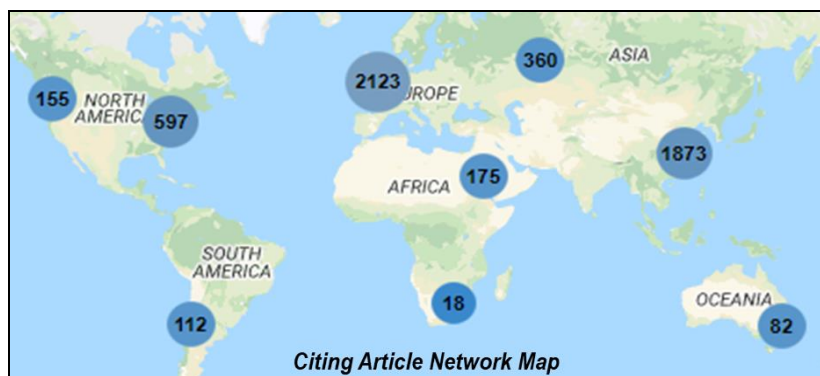 360
ASIA
2123
EUROPE
155
NORTH
AMERICA
597
1873
175
AFRICA
SOUTH
AMERICA
18
OCEANIA
112
82
Citing Article Network Map